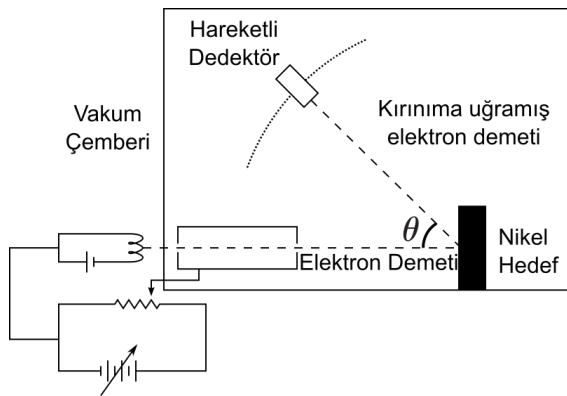 Hareketli
Dedektör
Vakum
Çemberi
Kırınıma uğramış
elektron demeti
θ
Elektron Demeti
Nikel
Hedef